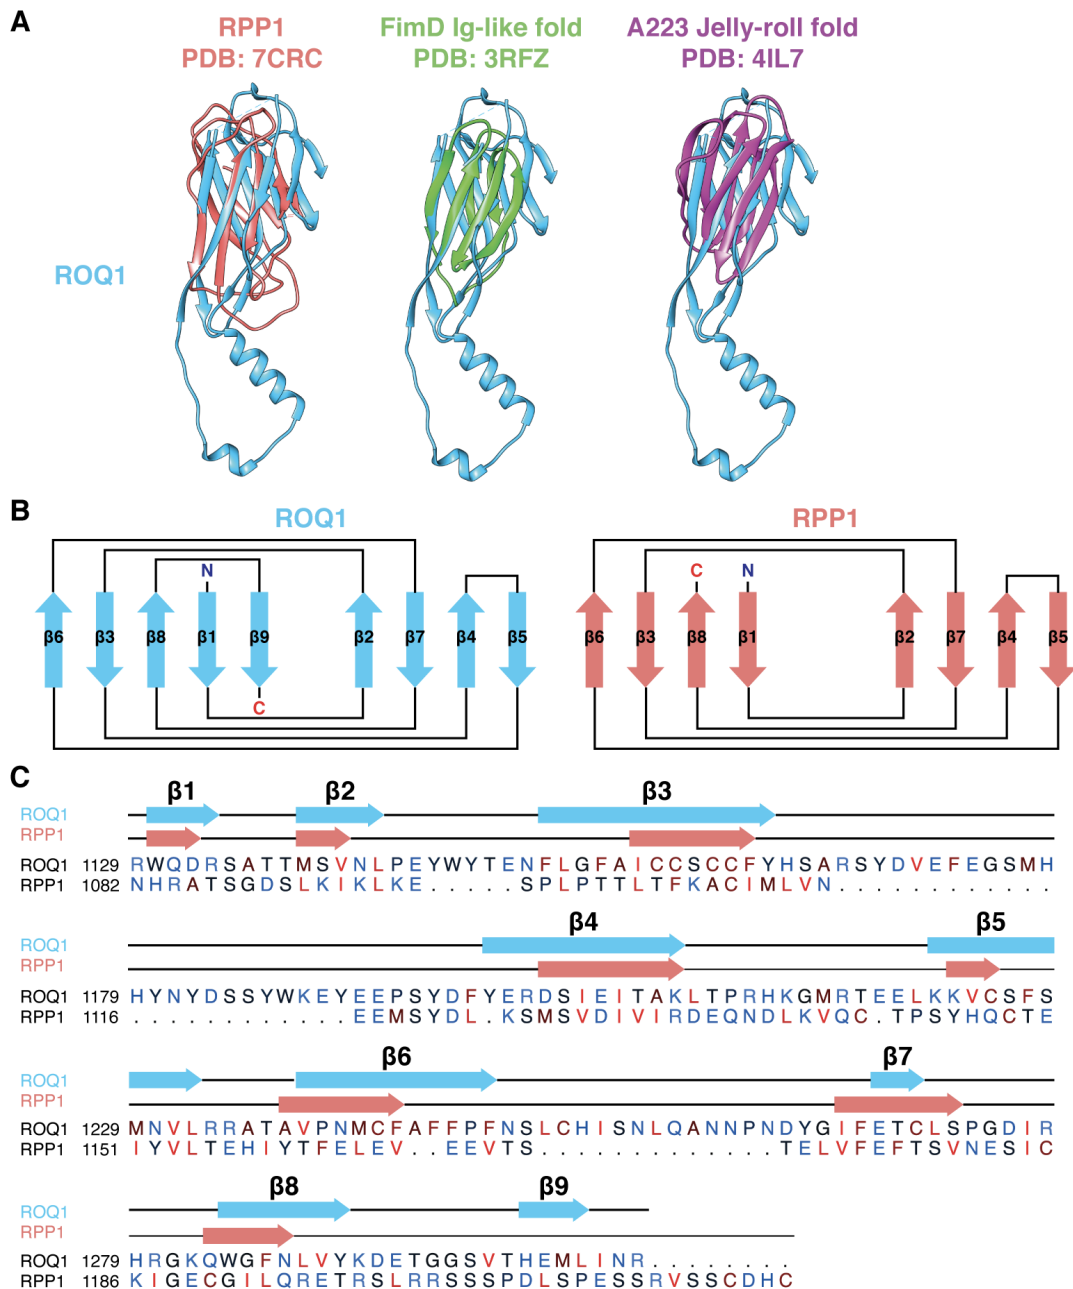 A
RPP1
PDB: 7CRC
FimD Ig-like fold
PDB: 3RFZ
A223 Jelly-roll fold
PDB: 4IL7
ROQ1
B
ROQ1
N
β6 β3 β8 β1 β9 β2 β7 β4 β5
C
RPP1
C N
β6 β3 β8 β1 β2 β7 β4 β5
C
β1 β2 β3
ROQ1
RPP1
ROQ1 1129 RWQDRSATTMSVNLPEYWYTENFLGFAICCSCCFYHSARSYDVEFEGSMH
RPP1 1082 NHRATSGDSLKIKLKE.....SPLPTTLTFKACIMLVN............
β4 β5
ROQ1
RPP1
ROQ1 1179 HYNYDSSYWKEYEEPSYDFYERDSIEITAKLTPRHKGMRTEELKKVCSFS
RPP1 1116 ............EEMSYDL.KSMSVDIVIRDEQNDLKVQC.TPSYHQCTE
β6 β7
ROQ1
RPP1
ROQ1 1229 MNVLRRATAVPNMCFAFFPFNSLCHISNLQANNPNDYGIFETCLSPGDIR
RPP1 1151 IYVLTEHIYTFELEV..EEVTS.............TELVFEFTSVNESIC
β8 β9
ROQ1
RPP1
ROQ1 1279 HRGKQWGFNLVYKDETGGSVTHEMLINR........
RPP1 1186 KIGECGILQRETRSLRRSSSPDLSPESSRVSSCDHC